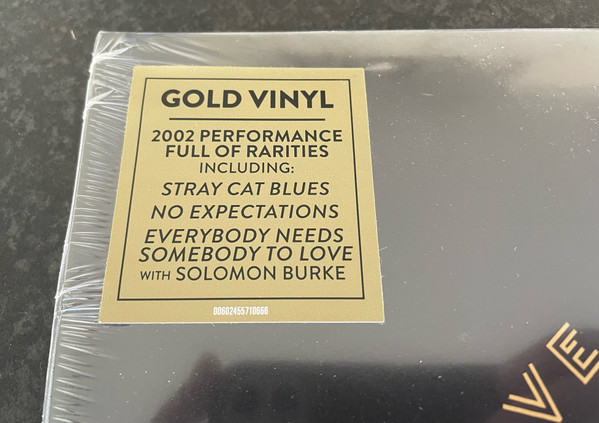 GOLD VINYL
2002 PERFORMANCE
FULL OF RARITIES
INCLUDING:
STRAY CAT BLUES
NO EXPECTATIONS
EVERYBODY NEEDS
SOMEBODY TO LOVE
WITH SOLOMON BURKE
00602455710666
VE